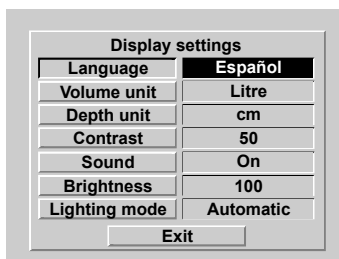 Display settings
Language Español
Volume unit Litre
Depth unit cm
Contrast 50
Sound On
Brightness 100
Lighting mode Automatic
Exit